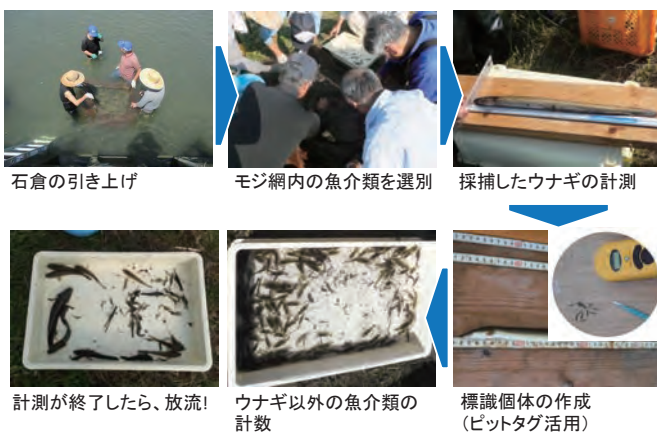 石倉の引き上げ
モジ網内の魚介類を選別
採捕したウナギの計測
標識個体の作成
(ピットタグ活用)
ウナギ以外の魚介類の
計数
計測が終了したら、放流!